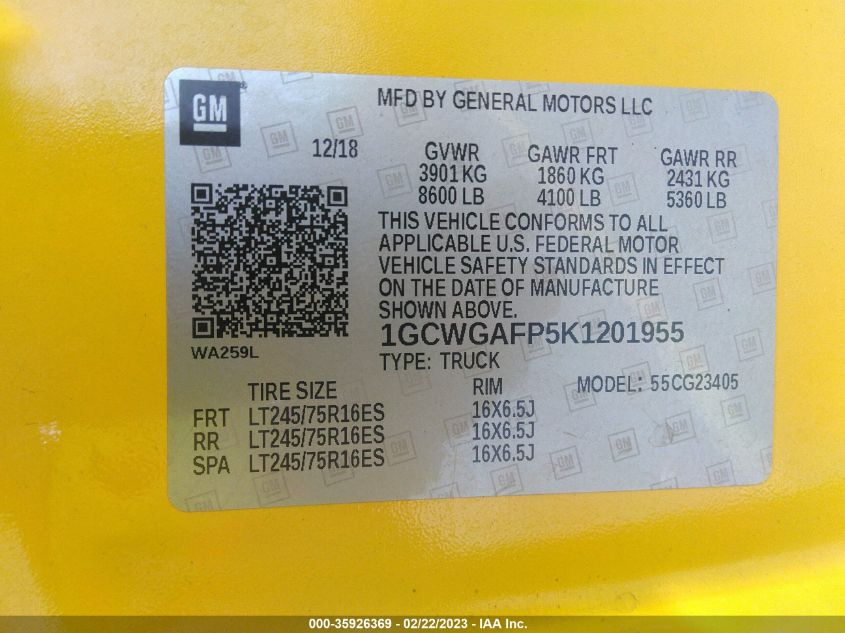 GM
®
MFD BY GENERAL MOTORS LLC
12/18
GVWR GAWR FRT GAWR RR
3901 KG 1860 KG 2431 KG
8600 LB 4100 LB 5360 LB
THIS VEHICLE CONFORMS TO ALL
APPLICABLE U.S. FEDERAL MOTOR
VEHICLE SAFETY STANDARDS IN EFFECT
ON THE DATE OF MANUFACTURE
SHOWN ABOVE.
1GCWGAFP5K1201955
WA259L
TYPE: TRUCK
TIRE SIZE RIM MODEL: 55CG23405
FRT LT245/75R16ES 16X6.5J
RR LT245/75R16ES 16X6.5J
SPA LT245/75R16ES 16X6.5J
000-35926369 - 02/22/2023 - IAA Inc.